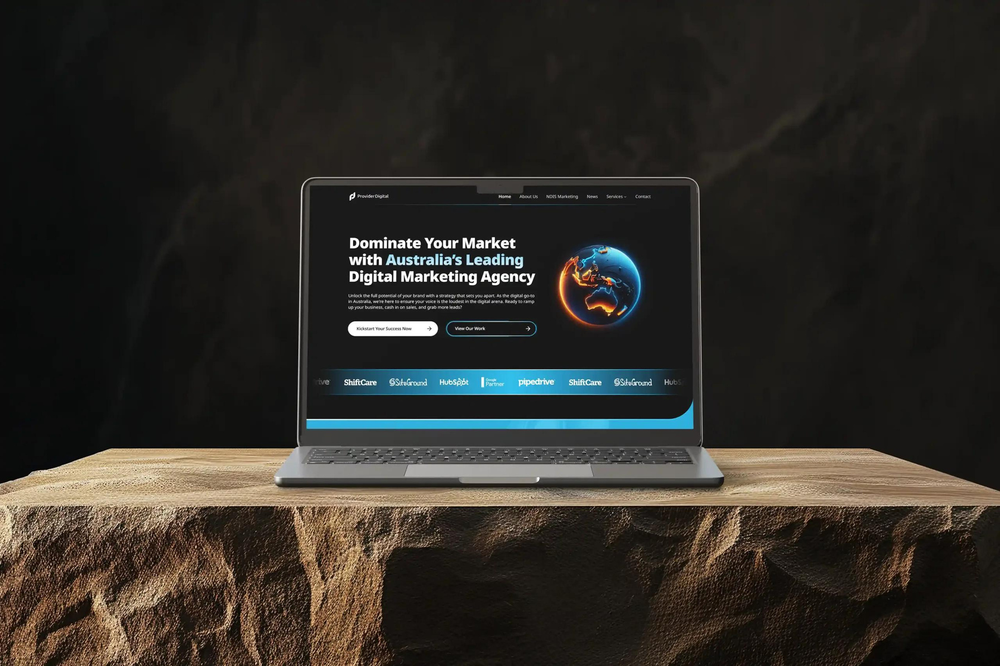 Provider Digital
Home About Us NDIS Marketing News Services Contact
Dominate Your Market
with Australia's Leading
Digital Marketing Agency
Unlock the full potential of your brand with a strategy that sets you apart. As the digital go-to
in Australia, we're here to ensure your voice is the loudest in the digital arena. Ready to ramp
up your business, cash in on sales, and grab more leads?
Kickstart Your Success Now
View Our Work
rive ShiftCare SiteGround HubSpot Google Partner pipedrive ShiftCare SiteGround HubS